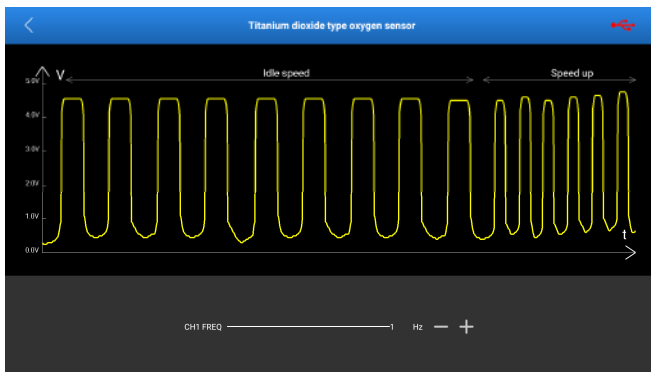 Titanium dioxide type oxygen sensor
V
Idle speed
Speed up
5.0V
4.0V
3.0V
2.0V
1.0V
0.0V
t
CH1 FREQ 1 Hz